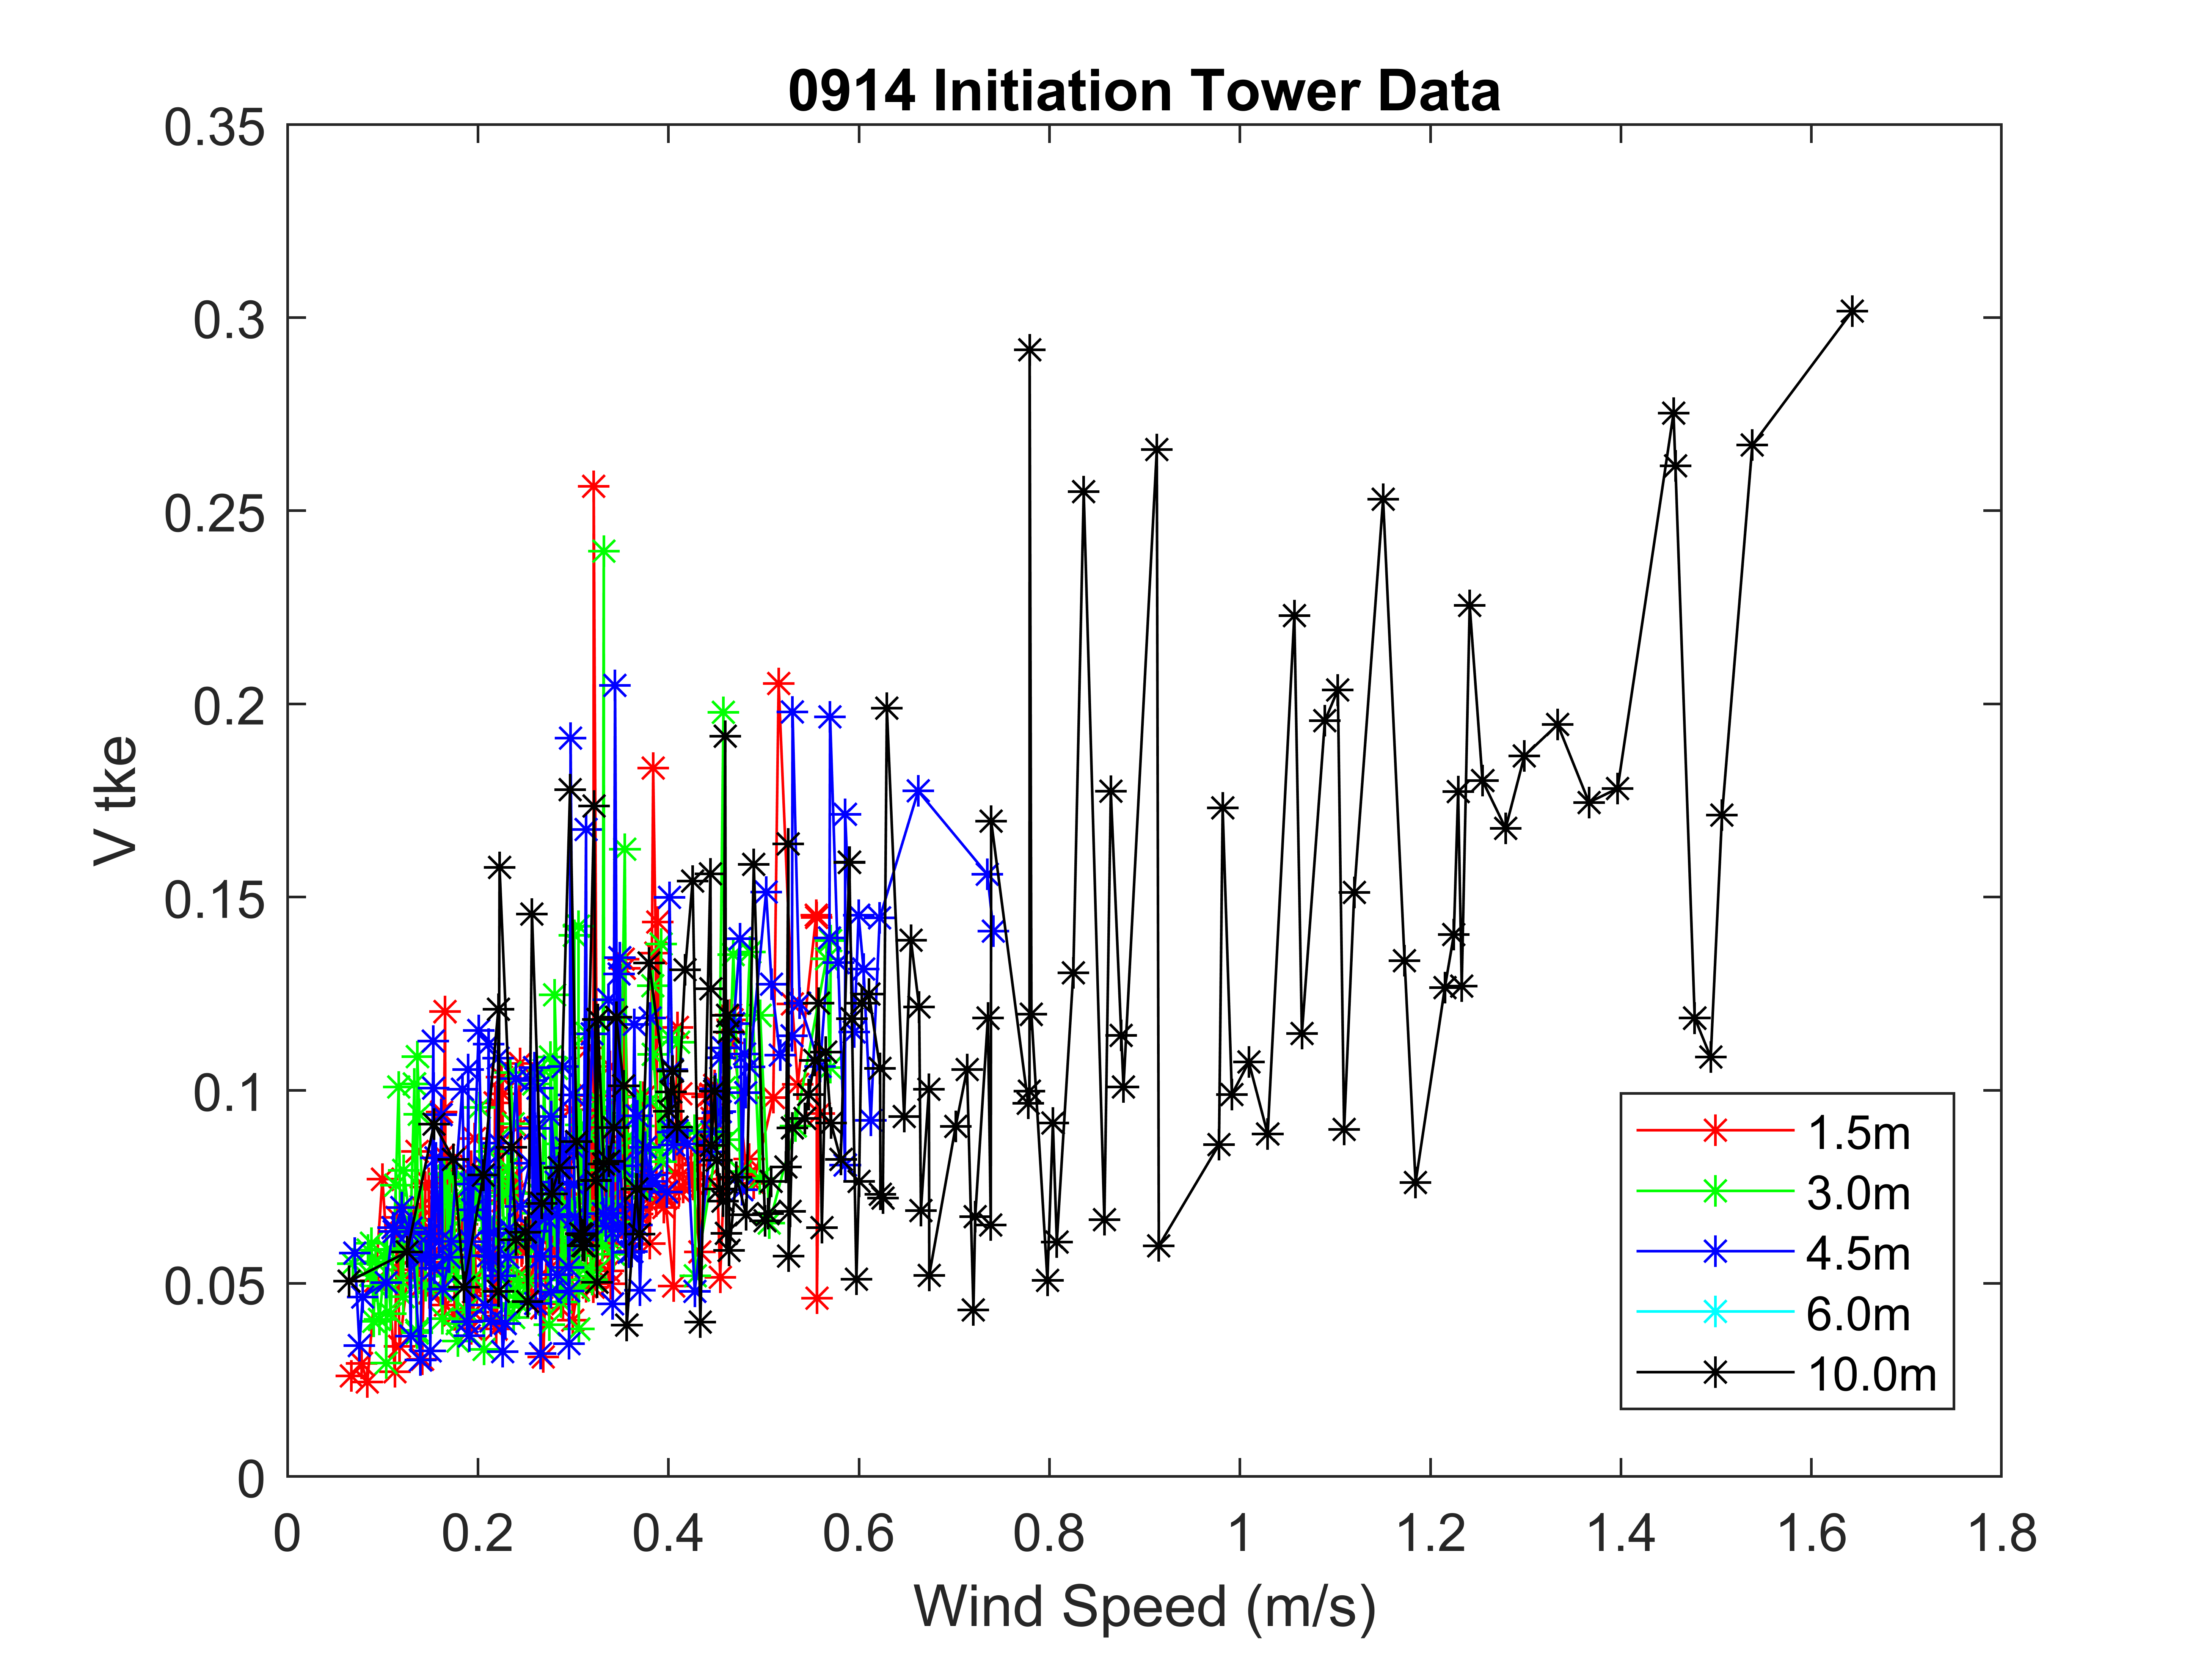 0914 Initiation Tower Data
0.35
0.3
0.25
0.2
0.15
0.1
0.05
0
V tke
0 0.2 0.4 0.6 0.8 1 1.2 1.4 1.6 1.8
Wind Speed (m/s)
1.5m
3.0m
4.5m
6.0m
10.0m